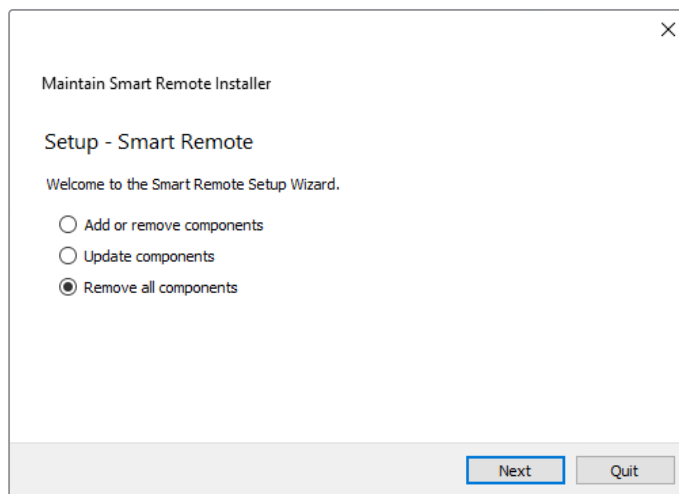 Maintain Smart Remote Installer
Setup - Smart Remote
Welcome to the Smart Remote Setup Wizard.
Add or remove components
Update components
Remove all components
Next
Quit